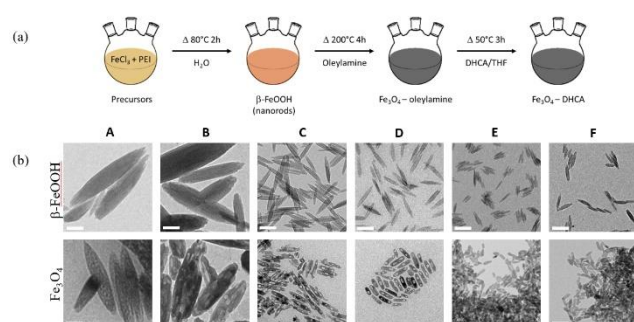 (a)
Δ 80°C 2h
Δ 200°C 4h
Δ 50°C 3h
FeCl₃ + PEI
H₂O
Oleylamine
DHCA/THF
Precursors
β-FeOOH
(nanorods)
Fe₃O₄ – oleylamine
Fe₃O₄ – DHCA
A B C D E F
(b)
β-FeOOH
Fe₃O₄